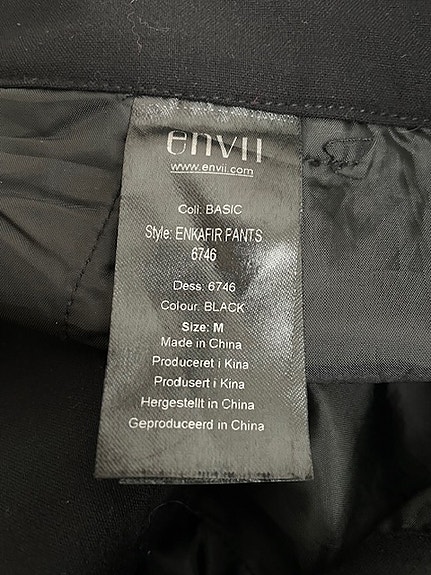 envii
www.envii.com
Coll: BASIC
Style: ENKAFIR PANTS
6746
Dess: 6746
Colour: BLACK
Size: M
Made in China
Produceret i Kina
Produsert i Kina
Hergestellt in China
Geproduceerd in China